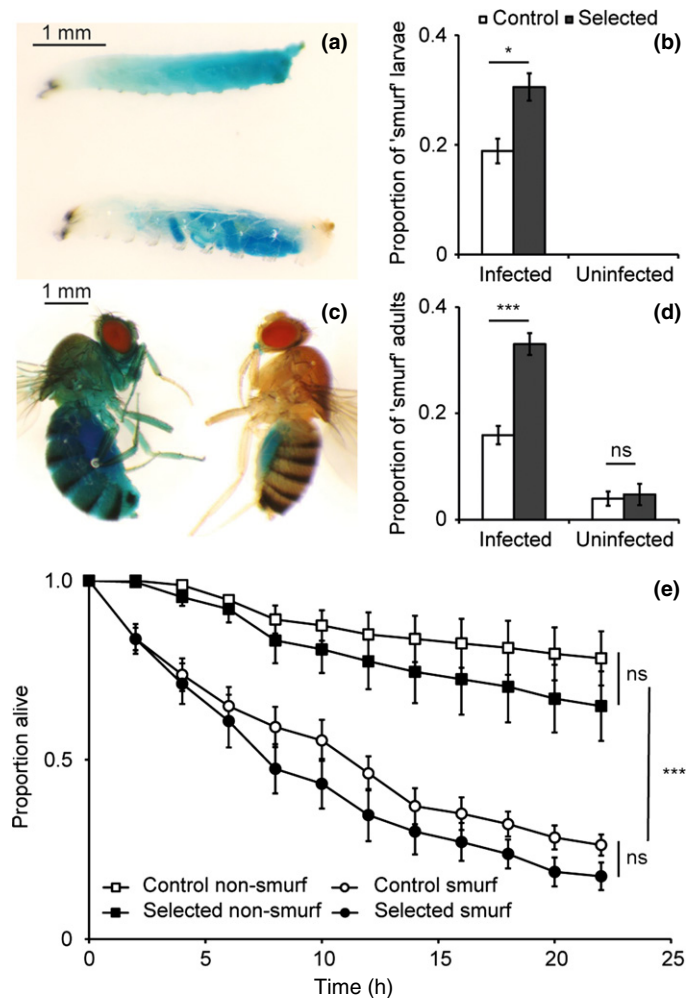 1 mm
(a)
Control Selected
(b)
Proportion of 'smurf' larvae
0.4
0.2
0
*
Infected Uninfected
1 mm
(c)
(d)
Proportion of 'smurf' adults
0.4
0.2
0
***
ns
Infected Uninfected
(e)
Proportion alive
1.0
0.5
0
ns
***
ns
Control non-smurf Control smurf
Selected non-smurf Selected smurf
0 5 10 15 20 25
Time (h)